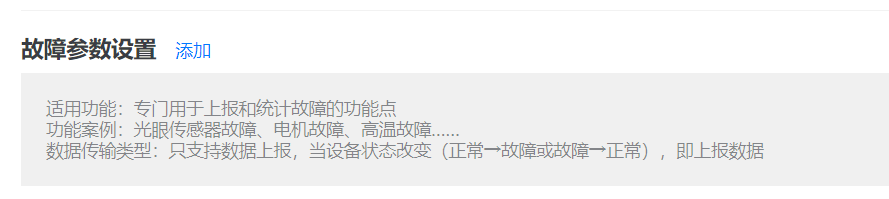 故障参数设置 添加
适用功能：专门用于上报和统计故障的功能点
功能案例：光眼传感器故障、电机故障、高温故障......
数据传输类型：只支持数据上报，当设备状态改变（正常→故障或故障→正常），即上报数据